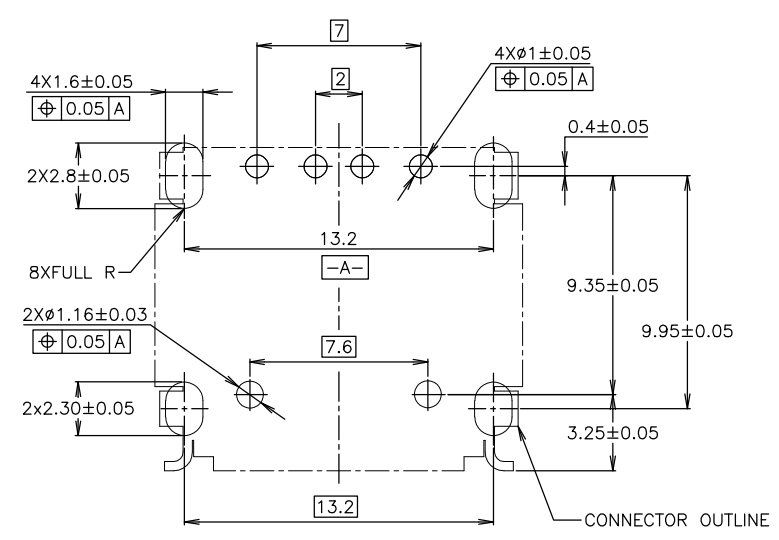 7
4XØ1±0.05
⌖ 0.05 A
2
4X1.6±0.05
⌖ 0.05 A
0.4±0.05
2X2.8±0.05
13.2
-A-
8XFULL R
9.35±0.05
2XØ1.16±0.03
⌖ 0.05 A
9.95±0.05
7.6
2x2.30±0.05
3.25±0.05
13.2
CONNECTOR OUTLINE